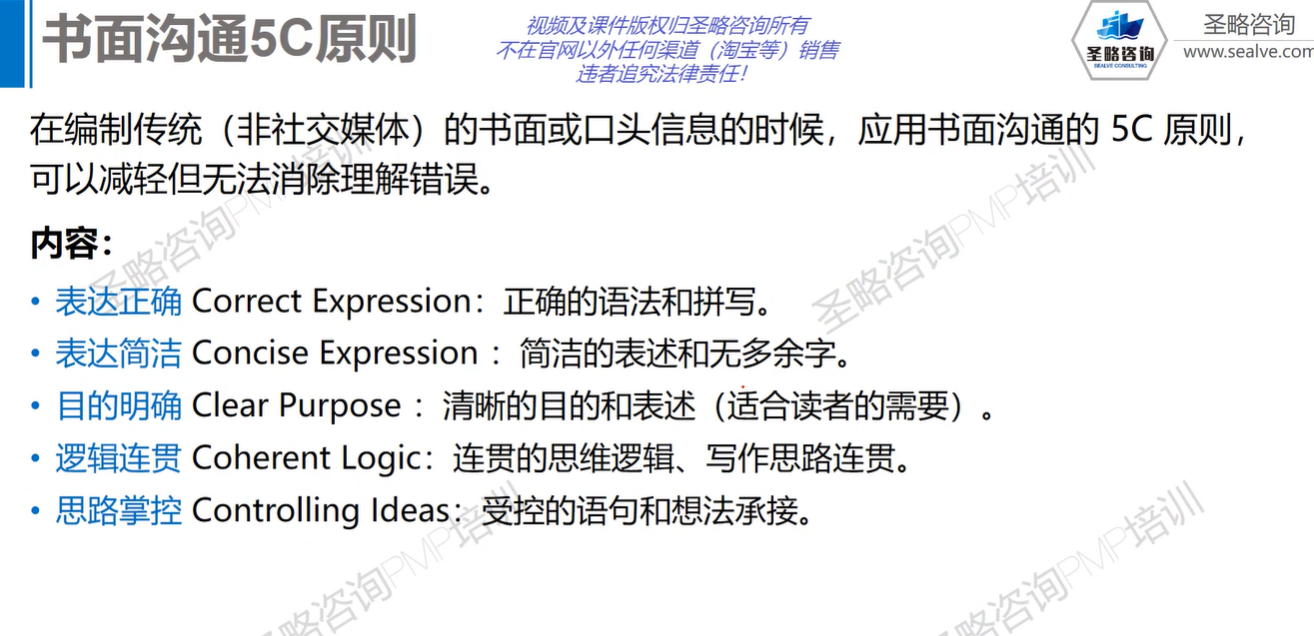 书面沟通5C原则
视频及课件版权归圣略咨询所有
不在官网以外任何渠道（淘宝等）销售
违者追究法律责任！
圣略咨询
SEALVE CONSULTING
圣略咨询
www.sealve.com
在编制传统（非社交媒体）的书面或口头信息的时候，应用书面沟通的 5C 原则，
可以减轻但无法消除理解错误。
内容：
• 表达正确 Correct Expression：正确的语法和拼写。
• 表达简洁 Concise Expression ：简洁的表述和无多余字。
• 目的明确 Clear Purpose ：清晰的目的和表述（适合读者的需要）。
• 逻辑连贯 Coherent Logic：连贯的思维逻辑、写作思路连贯。
• 思路掌控 Controlling Ideas：受控的语句和想法承接。
圣略咨询PMP培训
圣略咨询PMP培训
圣略咨询PMP培训
圣略咨询PMP培训